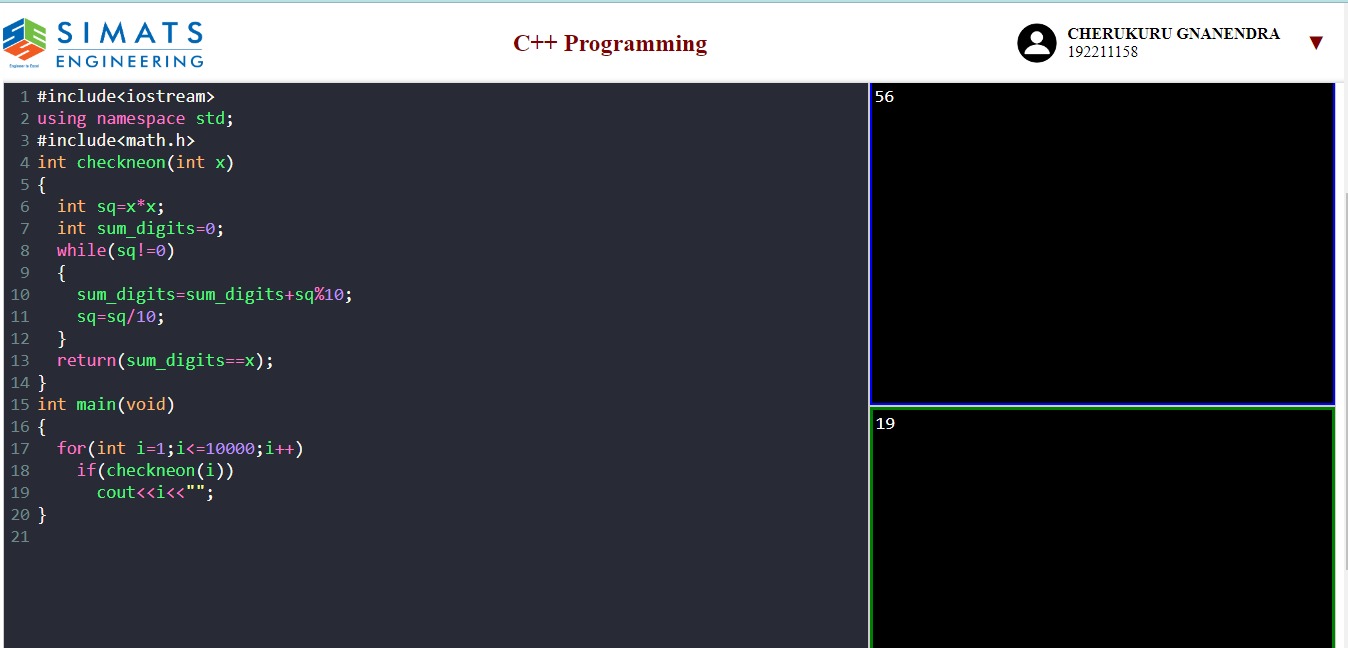 SIMATS
ENGINEERING
Engineer to Excel
C++ Programming
CHERUKURU GNANENDRA
192211158
1 #include<iostream>
2 using namespace std;
3 #include<math.h>
4 int checkneon(int x)
5 {
6   int sq=x*x;
7   int sum_digits=0;
8   while(sq!=0)
9   {
10     sum_digits=sum_digits+sq%10;
11     sq=sq/10;
12   }
13   return(sum_digits==x);
14 }
15 int main(void)
16 {
17   for(int i=1;i<=10000;i++)
18     if(checkneon(i))
19       cout<<i<<"";
20 }
21
56
19